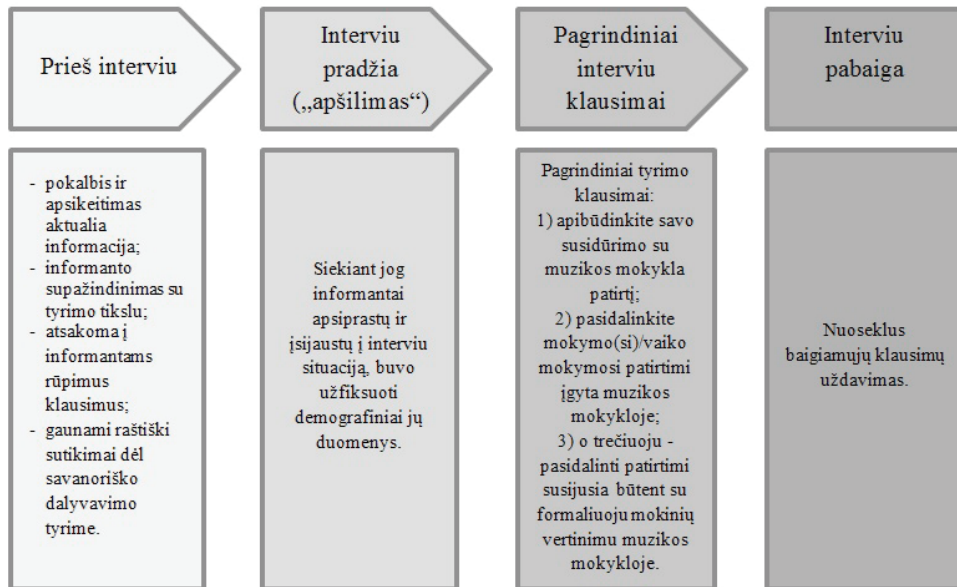 Prieš interviu
Interviu
pradžia
(„apšilimas“)
Pagrindiniai
interviu
klausimai
Interviu
pabaiga
- pokalbis ir
apsikeitimas
aktualia
informacija;
- informanto
supažindinimas su
tyrimo tikslu;
- atsakoma į
informantams
rūpimus
klausimus;
- gaunami raštiški
sutikimai dėl
savanoriško
dalyvavimo
tyrime.
Siekiant jog
informantai
apsiprastų ir
įsijaustų į interviu
situaciją, buvo
užfiksuoti
demografiniai jų
duomenys.
Pagrindiniai tyrimo
klausimai:
1) apibūdinkite savo
susidūrimo su
muzikos mokykla
patirtį;
2) pasidalinkite
mokymo(si)/vaiko
mokymosi patirtimi
įgyta muzikos
mokykloje;
3) o trečiuoju -
pasidalinti patirtimi
susijusia būtent su
formaliuoju mokinių
vertinimu muzikos
mokykloje.
Nuoseklus
baigiamųjų klausimų
uždavimas.